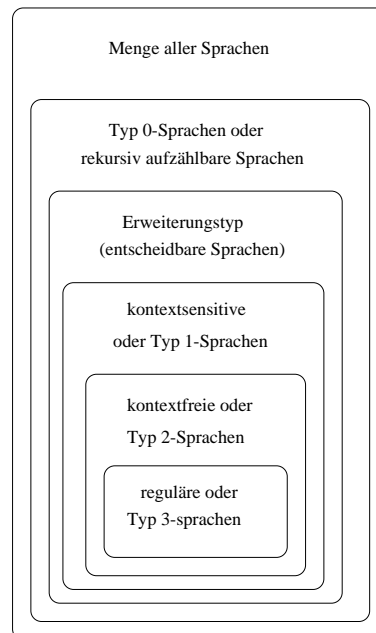 Menge aller Sprachen
Typ 0-Sprachen oder
rekursiv aufzählbare Sprachen
Erweiterungstyp
(entscheidbare Sprachen)
kontextsensitive
oder Typ 1-Sprachen
kontextfreie oder
Typ 2-Sprachen
reguläre oder
Typ 3-sprachen